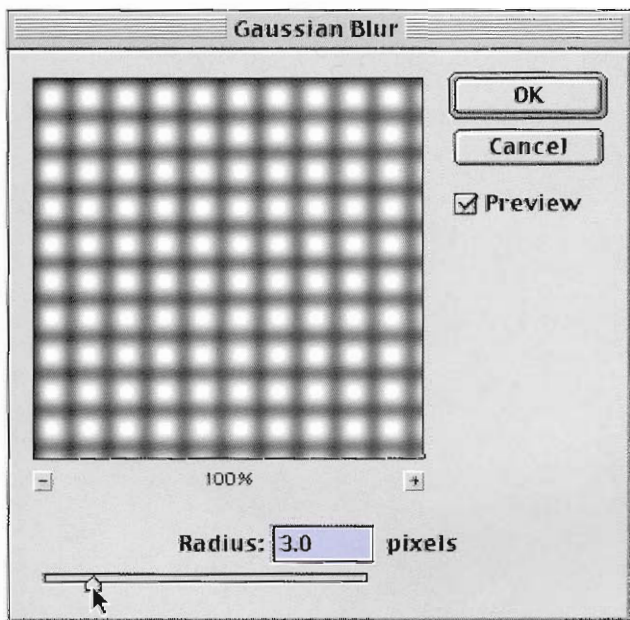 Gaussian Blur
OK
Cancel
Preview
- 100% +
Radius: 3.0 pixels